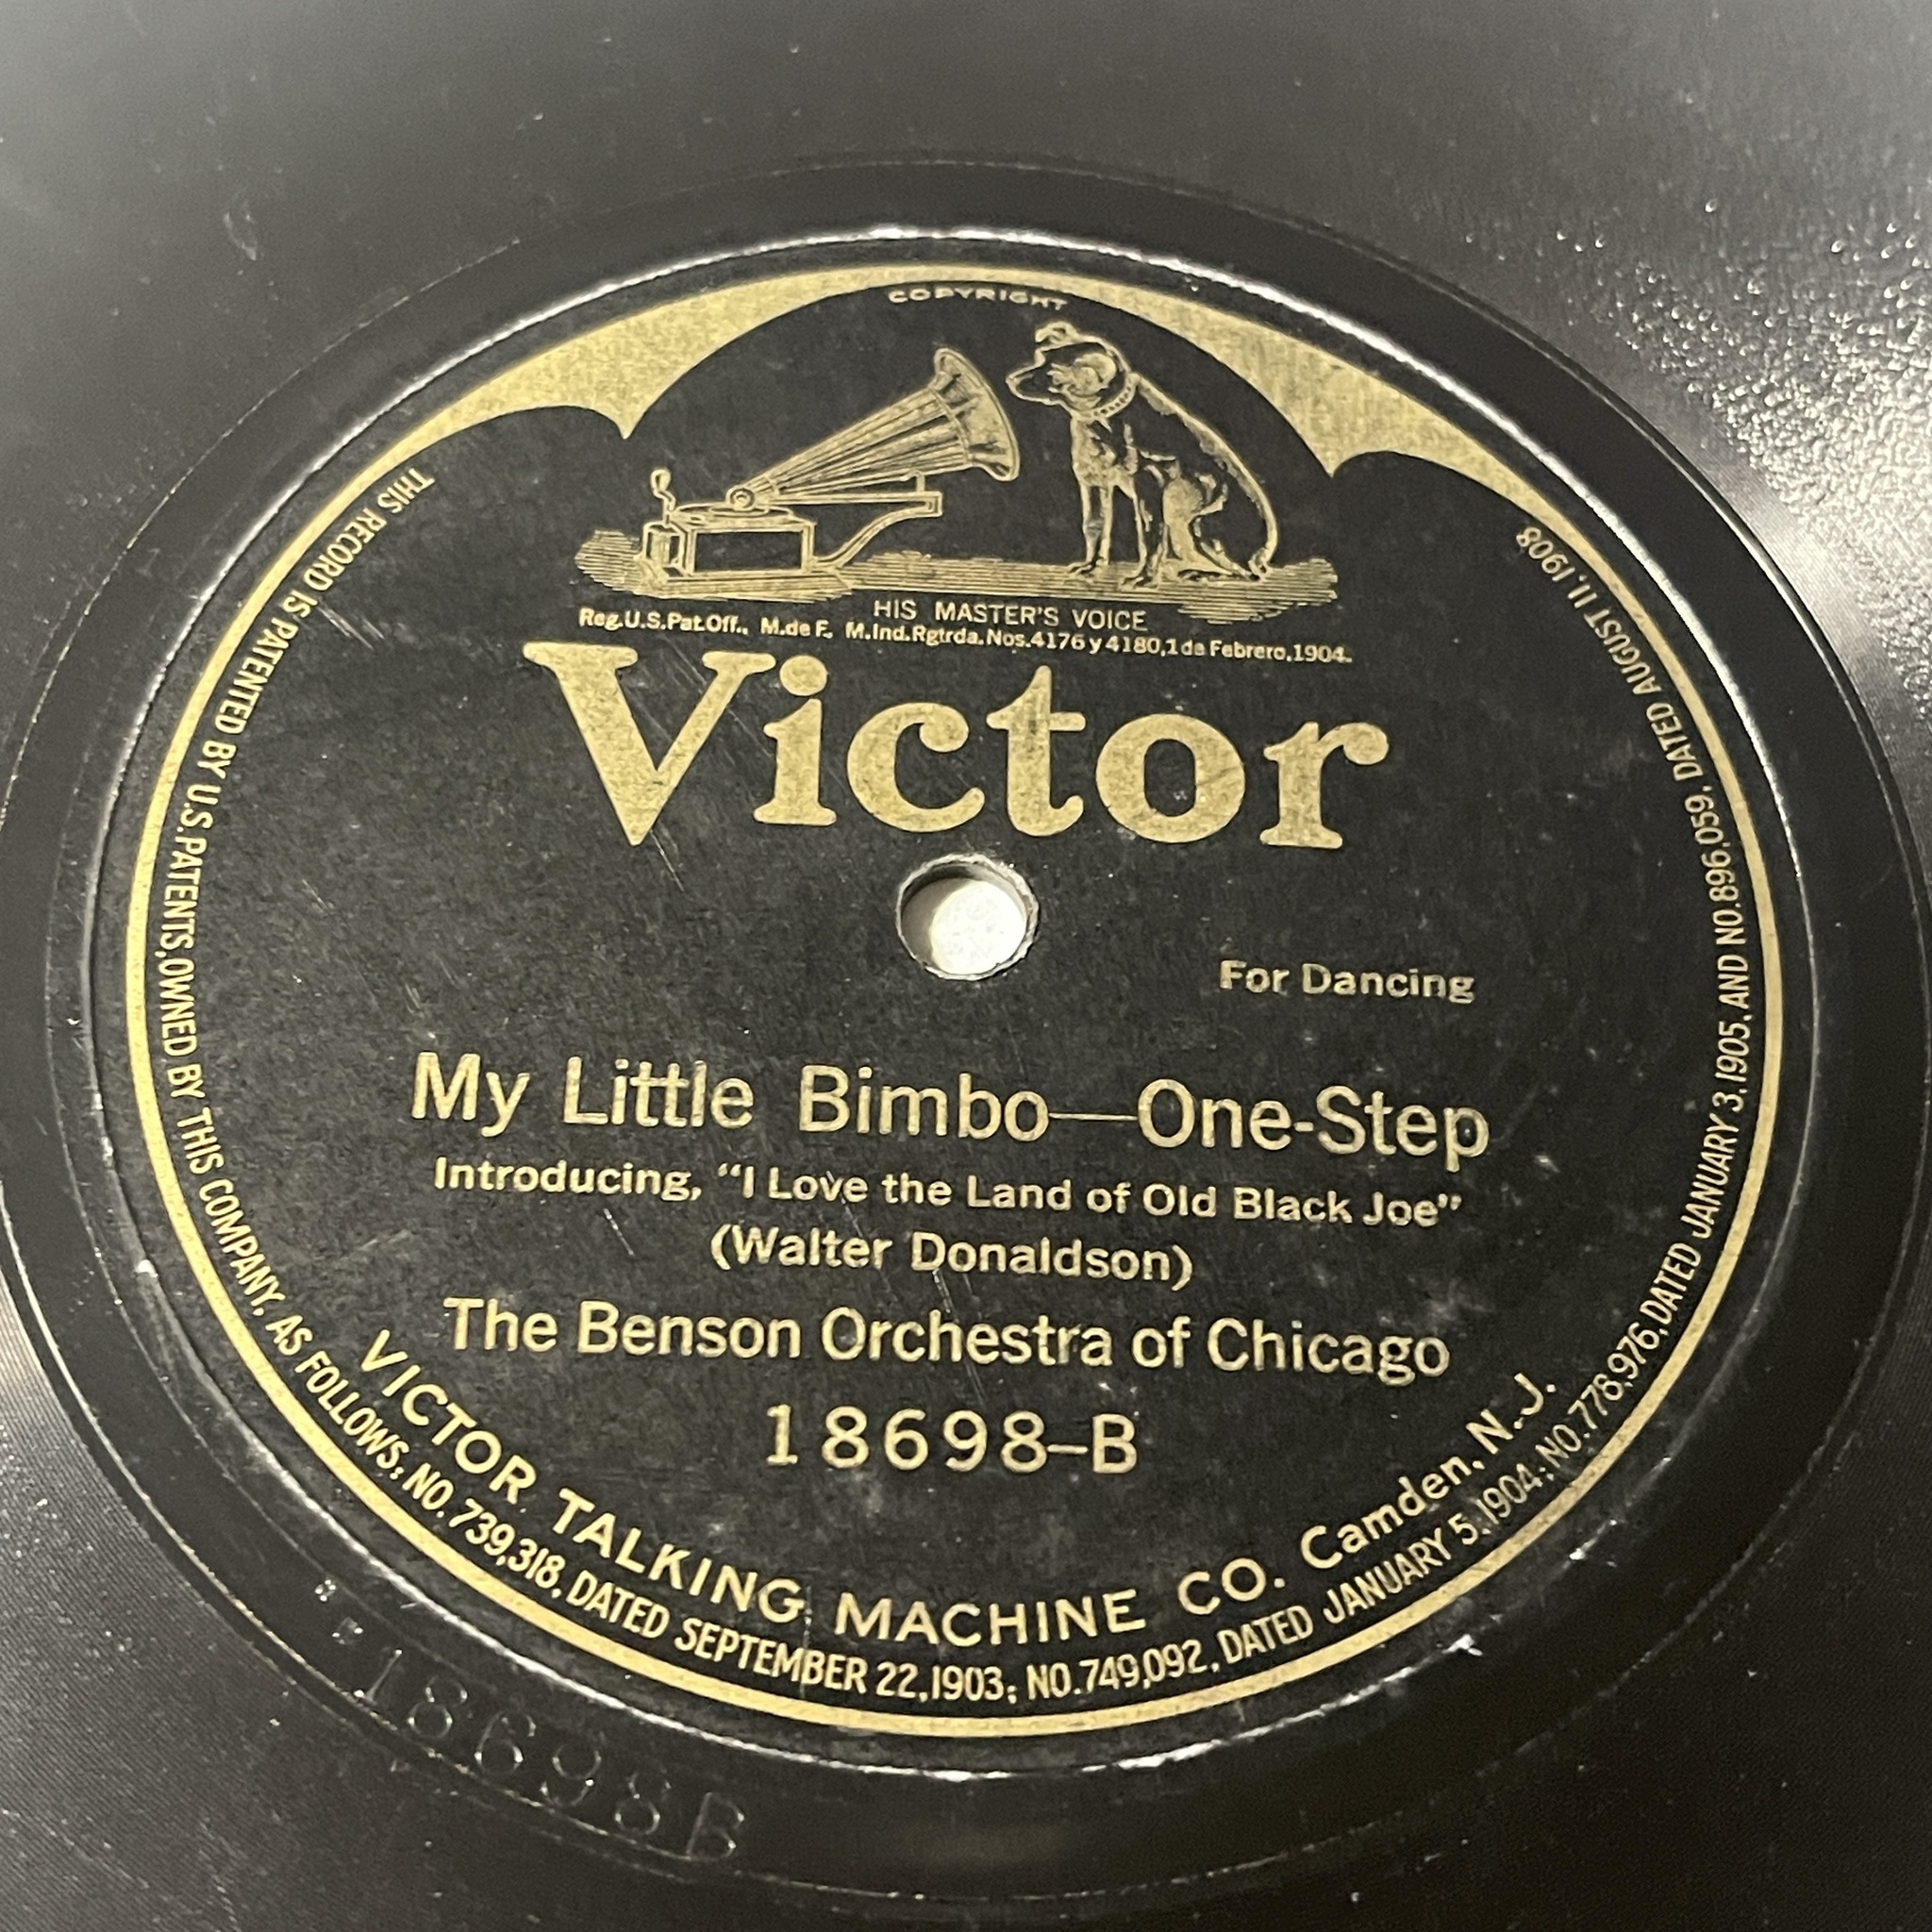 COPYRIGHT
HIS MASTER'S VOICE
Reg.U.S.Pat.Off., M.de F. M.Ind.Rgtrda.Nos.4176 y 4180,1 de Febrero,1904.
Victor
For Dancing
My Little Bimbo—One-Step
Introducing, “I Love the Land of Old Black Joe”
(Walter Donaldson)
The Benson Orchestra of Chicago
18698–B
VICTOR TALKING MACHINE CO. Camden, N.J.
THIS RECORD IS PATENTED BY U.S.PATENTS, OWNED BY THIS COMPANY, AS FOLLOWS: NO.739,318, DATED SEPTEMBER 22,1903; NO.749,092, DATED JANUARY 5,1904; NO.778,976, DATED JANUARY 3,1905, AND NO.896,059, DATED AUGUST 11,1908
18698B